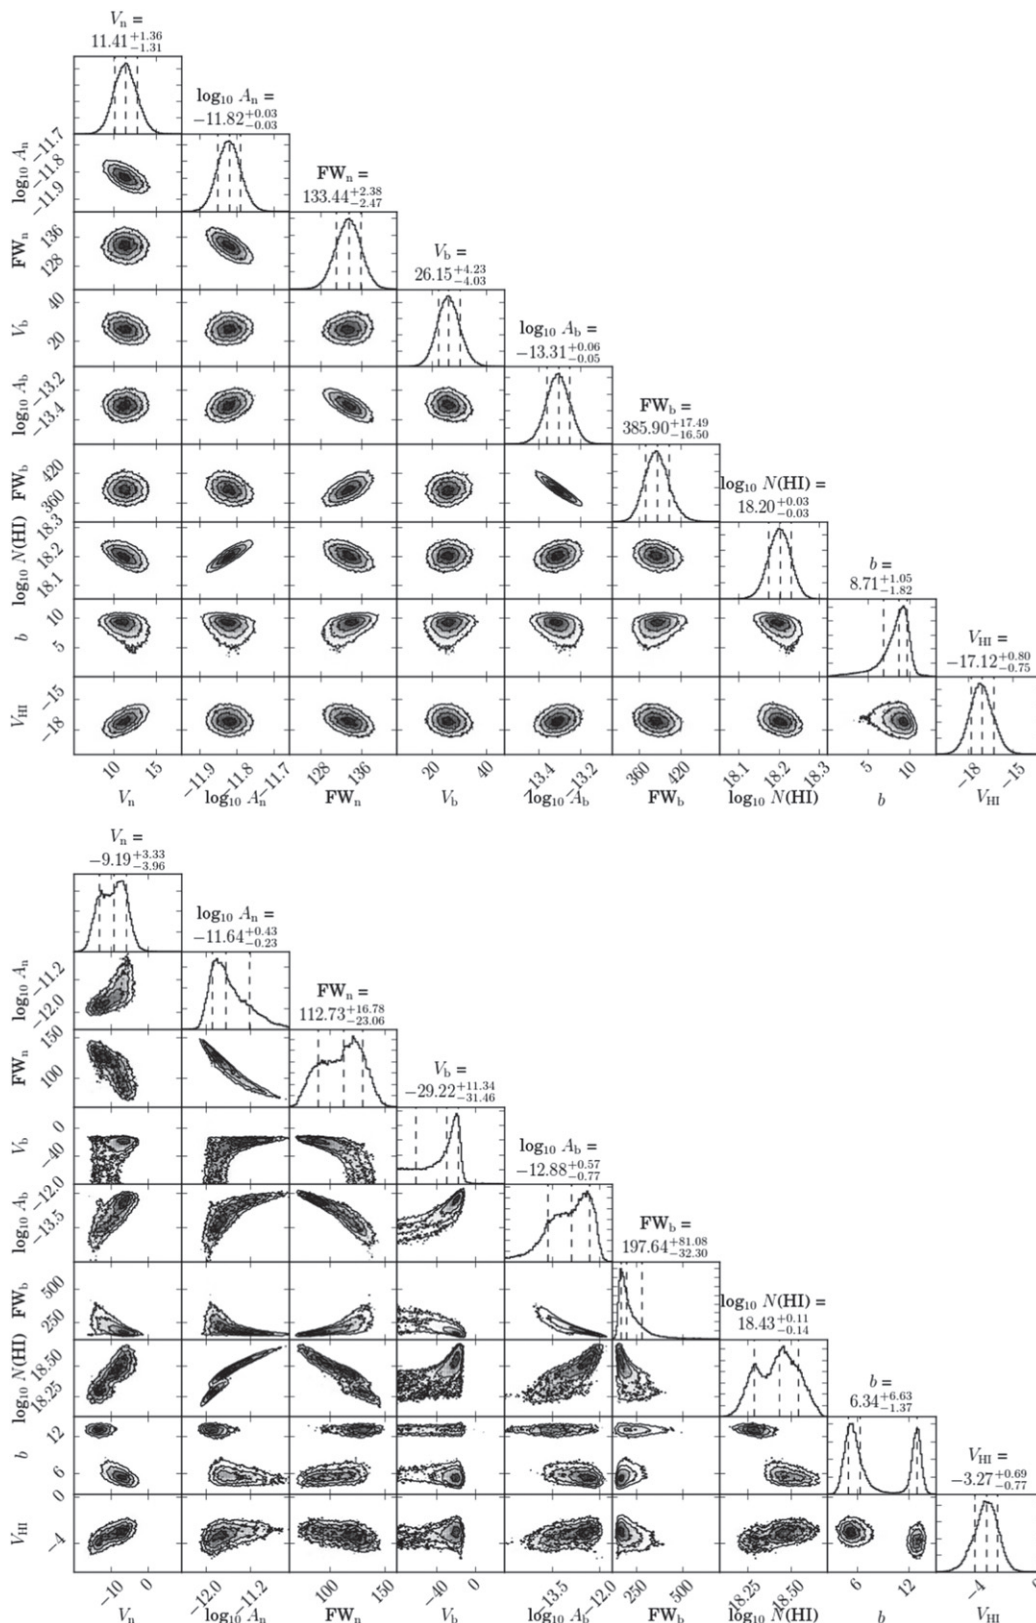 V_n =
11.41^{+1.36}_{-1.31}
log_10 A_n =
−11.82^{+0.03}_{-0.03}
−11.7
−11.8
−11.9
log_10 A_n
FW_n =
133.44^{+2.38}_{-2.47}
136
128
FW_n
V_b =
26.15^{+4.23}_{-4.03}
40
20
V_b
log_10 A_b =
−13.31^{+0.06}_{-0.05}
−13.2
−13.4
log_10 A_b
FW_b =
385.90^{+17.49}_{-16.50}
420
360
FW_b
log_10 N(HI) =
18.20^{+0.03}_{-0.03}
18.3
18.2
18.1
log_10 N(HI)
b =
8.71^{+1.05}_{-1.82}
10
5
b
V_HI =
−17.12^{+0.80}_{-0.75}
−15
−18
V_HI
10 15 −11.9 −11.8 −11.7 128 136 20 40 −13.4 −13.2 360 420 18.1 18.2 18.3 5 10 −18 −15
V_n log_10 A_n FW_n V_b log_10 A_b FW_b log_10 N(HI) b V_HI
V_n =
−9.19^{+3.33}_{-3.96}
log_10 A_n =
−11.64^{+0.43}_{-0.23}
−11.2
−12.0
log_10 A_n
FW_n =
112.73^{+16.78}_{-23.06}
150
100
FW_n
V_b =
−29.22^{+11.34}_{-31.46}
0
−40
V_b
log_10 A_b =
−12.88^{+0.57}_{-0.77}
−12.0
−13.5
log_10 A_b
FW_b =
197.64^{+81.08}_{-32.30}
500
250
FW_b
log_10 N(HI) =
18.43^{+0.11}_{-0.14}
18.50
18.25
log_10 N(HI)
b =
6.34^{+6.63}_{-1.37}
12
6
0
b
V_HI =
−3.27^{+0.69}_{-0.77}
−4
V_HI
−10 0 −12.0 −11.2 100 150 −40 0 −13.5 −12.0 250 500 18.25 18.50 6 12 −4
V_n log_10 A_n FW_n V_b log_10 A_b FW_b log_10 N(HI) b V_HI